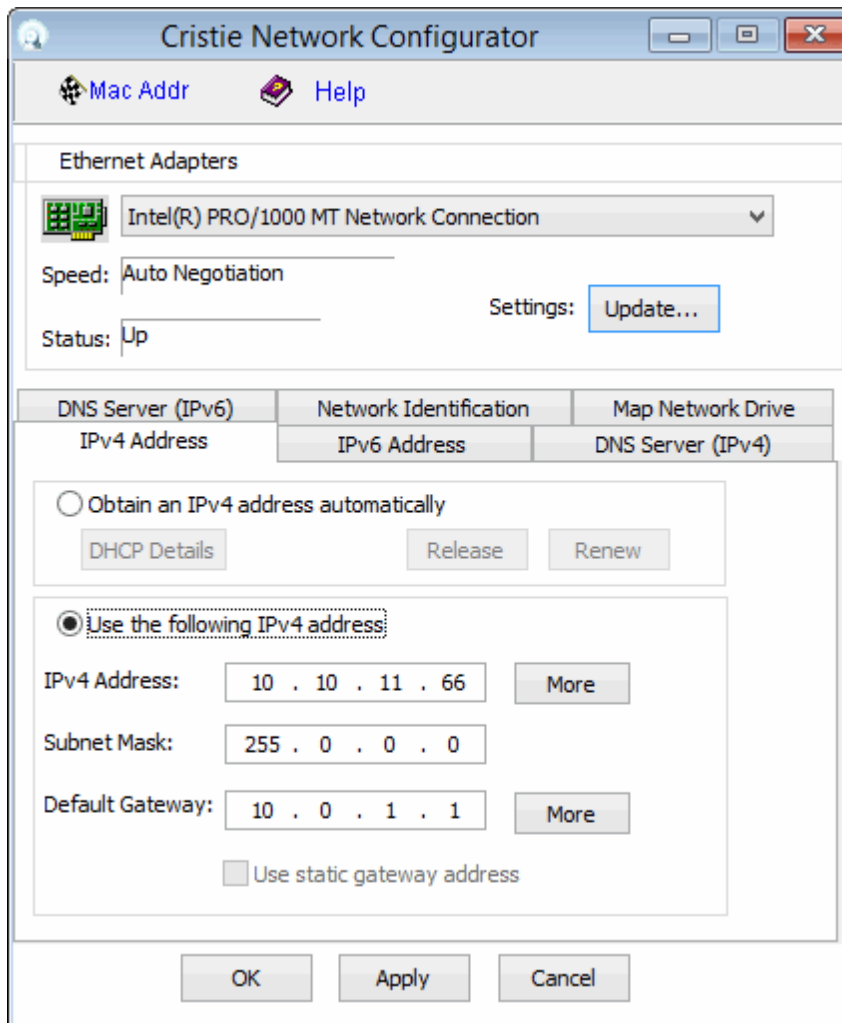 Cristie Network Configurator
Mac Addr Help
Ethernet Adapters
Intel(R) PRO/1000 MT Network Connection
Speed: Auto Negotiation
Settings: Update...
Status: Up
DNS Server (IPv6) Network Identification Map Network Drive
IPv4 Address IPv6 Address DNS Server (IPv4)
Obtain an IPv4 address automatically
DHCP Details Release Renew
Use the following IPv4 address
IPv4 Address: 10 . 10 . 11 . 66 More
Subnet Mask: 255 . 0 . 0 . 0
Default Gateway: 10 . 0 . 1 . 1 More
Use static gateway address
OK Apply Cancel